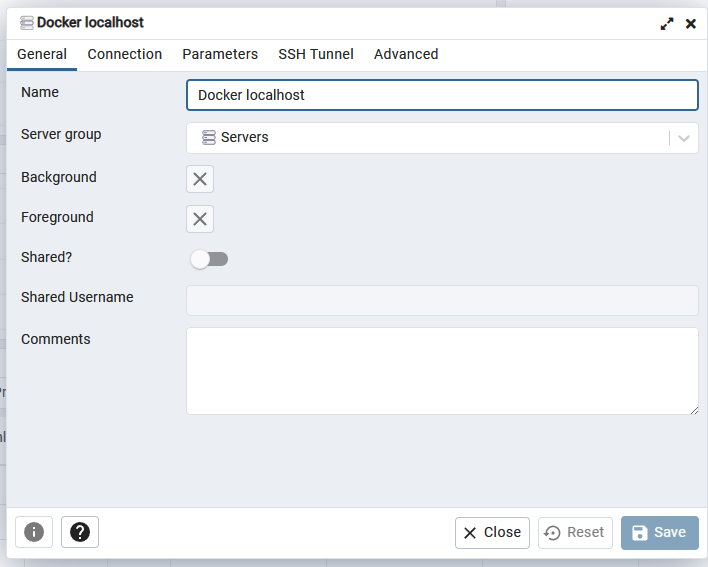 Docker localhost
General Connection Parameters SSH Tunnel Advanced
Name Docker localhost
Server group Servers
Background
Foreground
Shared?
Shared Username
Comments
Close Reset Save